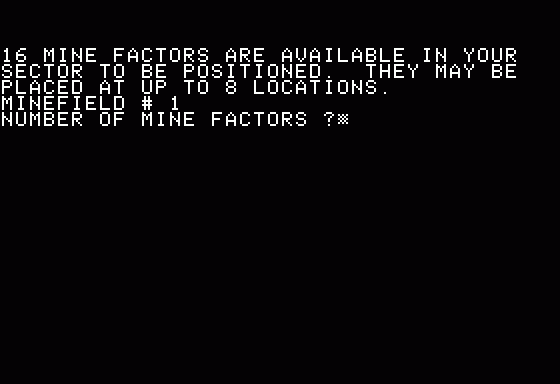 16 MINE FACTORS ARE AVAILABLE IN YOUR
SECTOR TO BE POSITIONED.  THEY MAY BE
PLACED AT UP TO 8 LOCATIONS.
MINEFIELD # 1
NUMBER OF MINE FACTORS ?